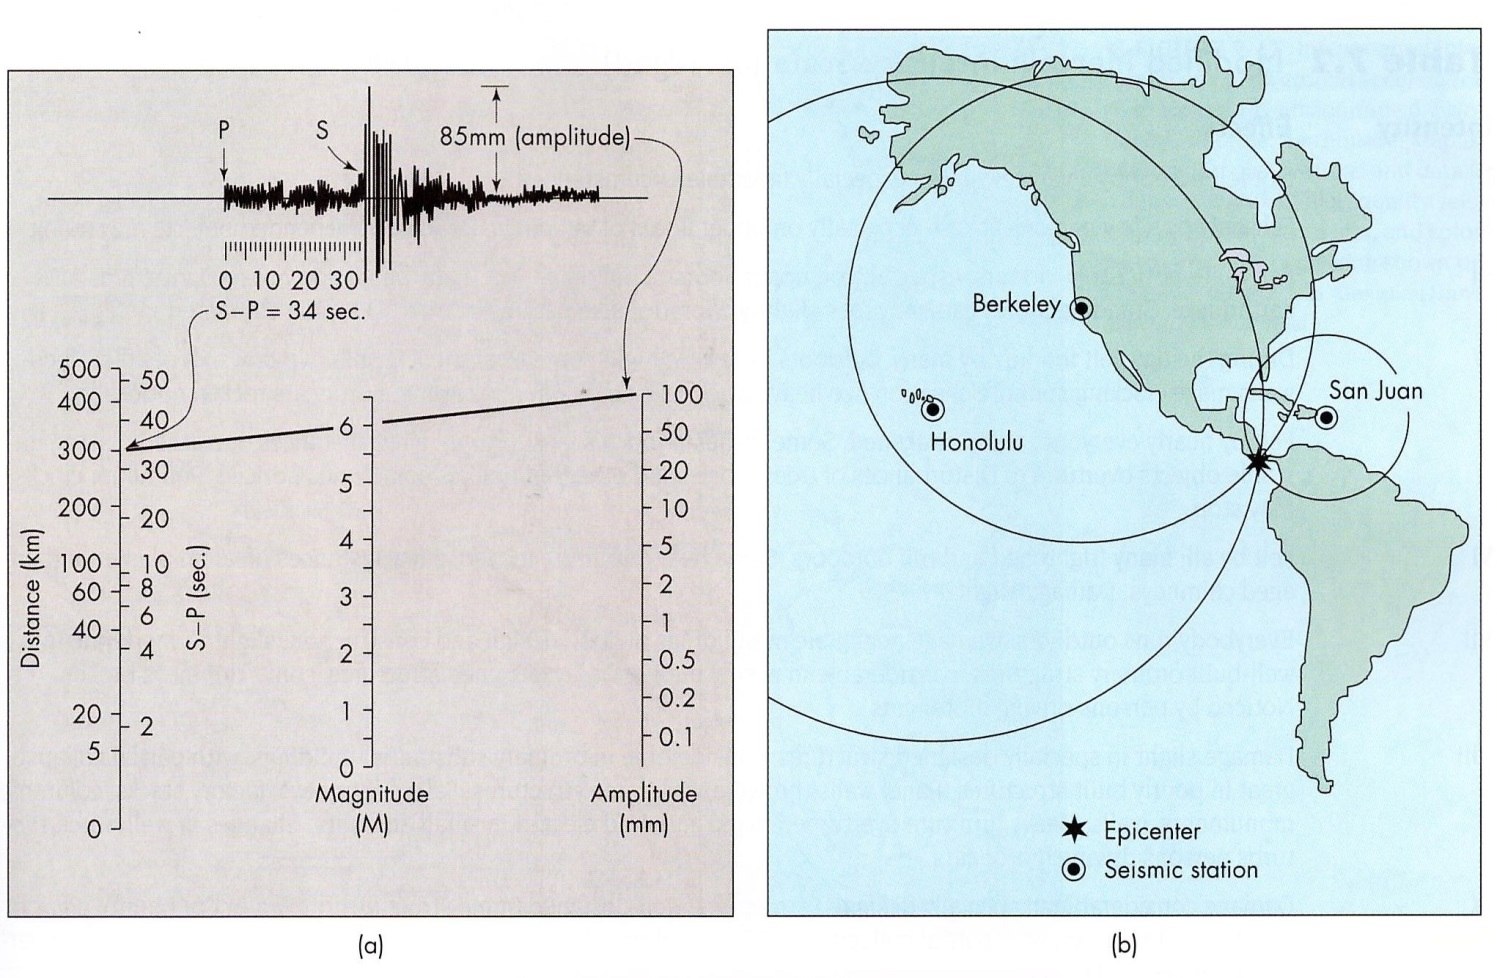 P
S
85mm (amplitude)
0 10 20 30
S–P = 34 sec.
500
400
300
200
100
60
40
20
5
0
Distance (km)
50
40
30
20
10
8
6
4
2
S–P (sec.)
6
5
4
3
2
1
0
Magnitude
(M)
100
50
20
10
5
2
1
0.5
0.2
0.1
Amplitude
(mm)
(a)
Berkeley
San Juan
Honolulu
Epicenter
Seismic station
(b)